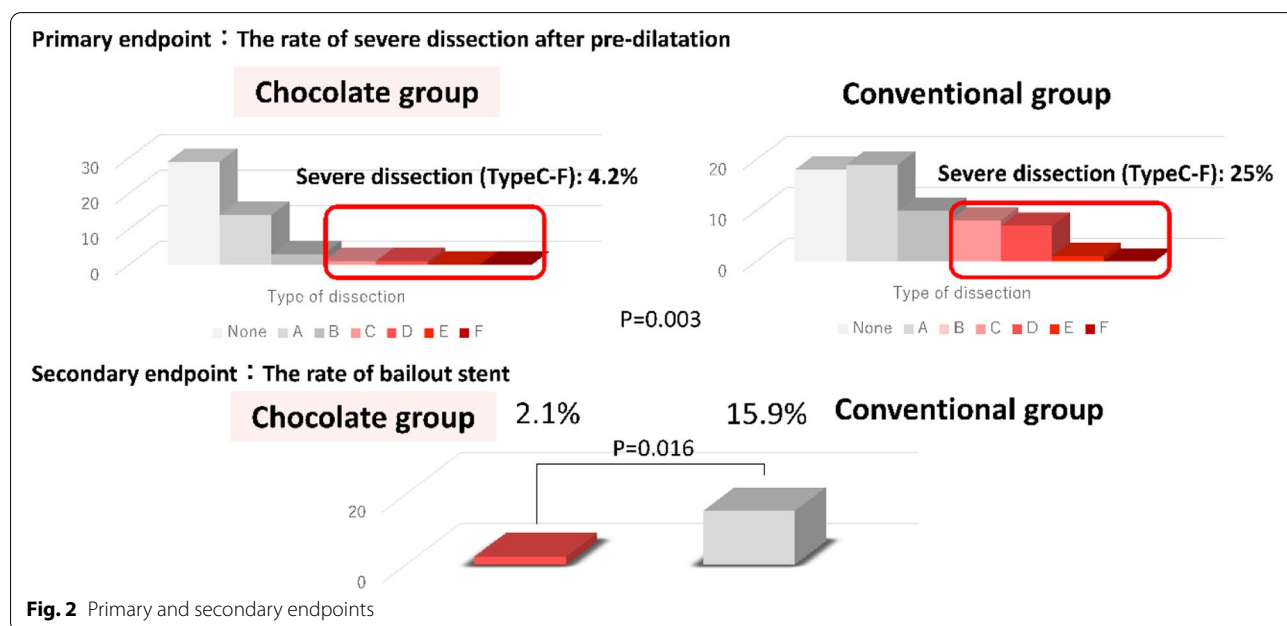 Primary endpoint：The rate of severe dissection after pre-dilatation
Chocolate group
30
20
10
0
Severe dissection (TypeC-F): 4.2%
Type of dissection
None A B C D E F
Conventional group
20
10
0
Severe dissection (TypeC-F): 25%
Type of dissection
None A B C D E F
P=0.003
Secondary endpoint：The rate of bailout stent
Chocolate group 2.1% 15.9% Conventional group
P=0.016
20
0
Fig. 2 Primary and secondary endpoints